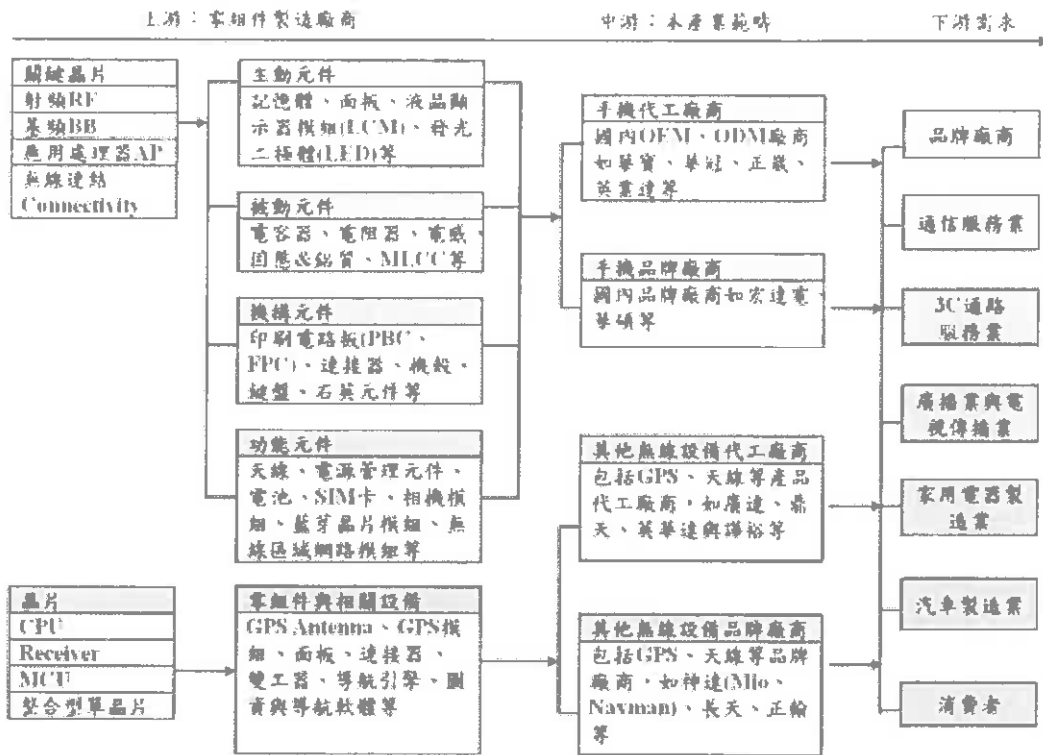 上游：零組件製造廠商
中游：本產業範疇
下游需求
關鍵晶片
射頻RF
基頻BB
應用處理器AP
無線連結
Connectivity
主動元件
記憶體、面板、液晶顯
示器模組(LCM)、發光
二極體(LED)等
被動元件
電容器、電阻器、電感、
固態&鋁質、MLCC等
機構元件
印刷電路板(PBC、
FPC)、連接器、機殼、
鍵盤、石英元件等
功能元件
天線、電源管理元件、
電池、SIM卡、相機模
組、藍芽晶片模組、無
線區域網路模組等
晶片
CPU
Receiver
MCU
整合型單晶片
零組件與相關設備
GPS Antenna、GPS模
組、面板、連接器、
雙工器、導航引擎、圖
資與導航軟體等
手機代工廠商
國內OEM、ODM廠商
如華寶、華冠、正崴、
英業達等
手機品牌廠商
國內品牌廠商如宏達電、
華碩等
其他無線設備代工廠商
包括GPS、天線等產品
代工廠商，如廣達、鼎
天、英華達與譁裕等
其他無線設備品牌廠商
包括GPS、天線等品牌
廠商，如神達(Mio、
Navman)、長天、正翰
等
品牌廠商
通信服務業
3C通路
服務業
廣播業與電
視傳播業
家用電器製
造業
汽車製造業
消費者